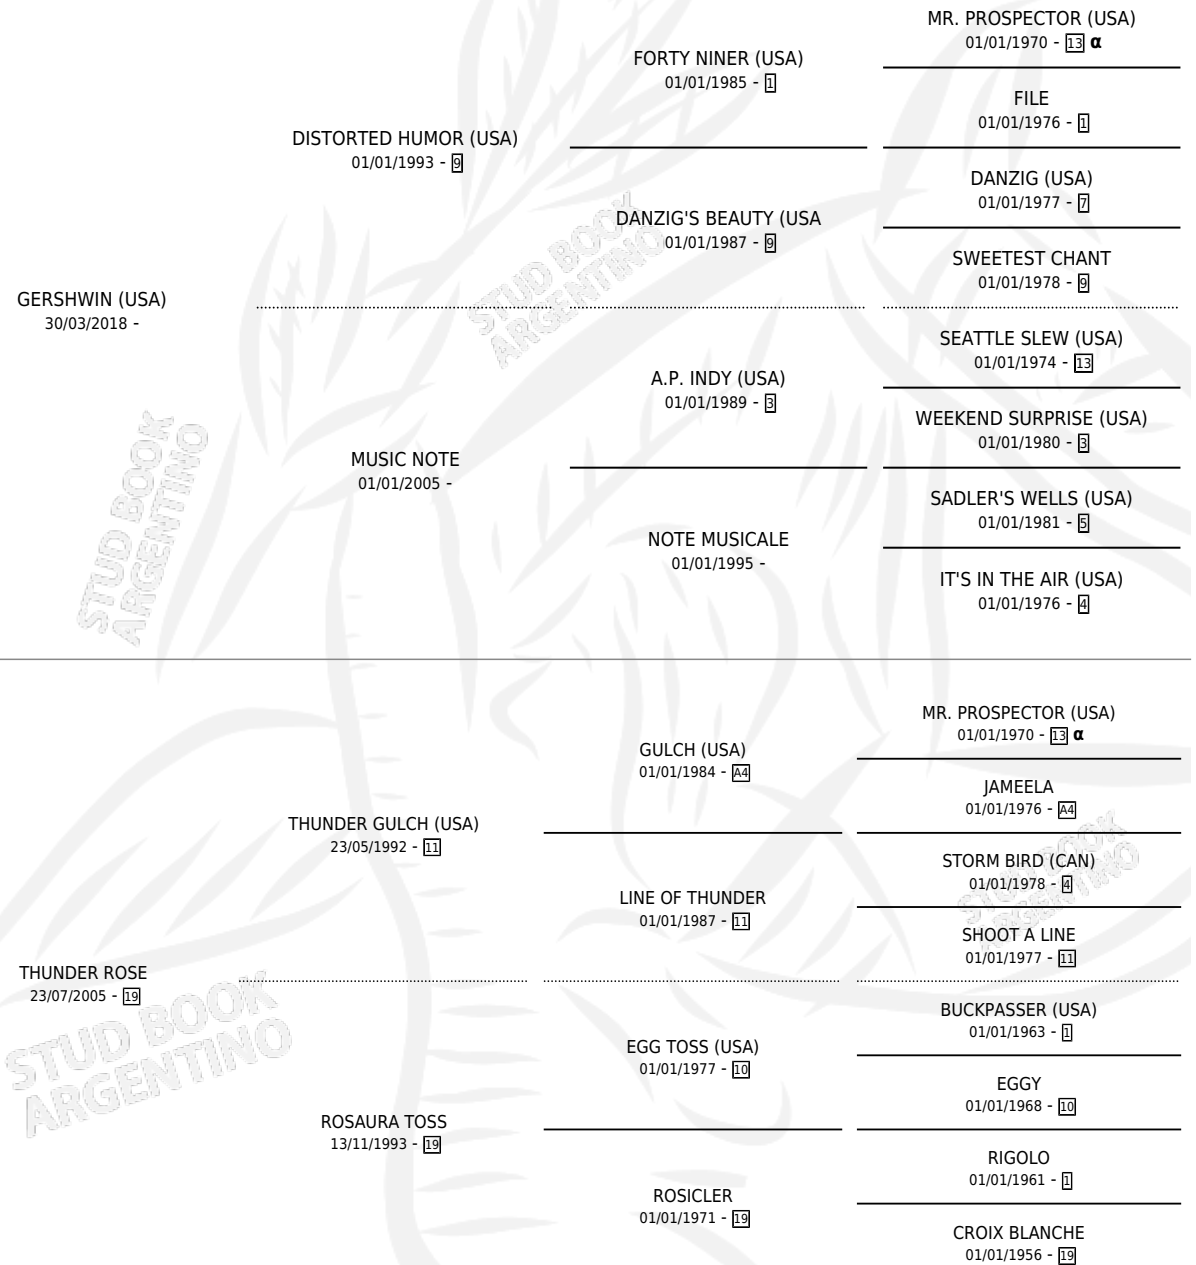 MR. PROSPECTOR (USA)
01/01/1970 - 13 α
FORTY NINER (USA)
01/01/1985 - 1
FILE
01/01/1976 - 1
DISTORTED HUMOR (USA)
01/01/1993 - 9
DANZIG (USA)
01/01/1977 - 7
DANZIG'S BEAUTY (USA
01/01/1987 - 9
SWEETEST CHANT
01/01/1978 - 9
GERSHWIN (USA)
30/03/2018 -
SEATTLE SLEW (USA)
01/01/1974 - 13
A.P. INDY (USA)
01/01/1989 - 3
WEEKEND SURPRISE (USA)
01/01/1980 - 3
MUSIC NOTE
01/01/2005 -
SADLER'S WELLS (USA)
01/01/1981 - 5
NOTE MUSICALE
01/01/1995 -
IT'S IN THE AIR (USA)
01/01/1976 - 4
MR. PROSPECTOR (USA)
01/01/1970 - 13 α
GULCH (USA)
01/01/1984 - A4
JAMEELA
01/01/1976 - A4
THUNDER GULCH (USA)
23/05/1992 - 11
STORM BIRD (CAN)
01/01/1978 - 4
LINE OF THUNDER
01/01/1987 - 11
SHOOT A LINE
01/01/1977 - 11
THUNDER ROSE
23/07/2005 - 19
BUCKPASSER (USA)
01/01/1963 - 1
EGG TOSS (USA)
01/01/1977 - 10
EGGY
01/01/1968 - 10
ROSAURA TOSS
13/11/1993 - 19
RIGOLO
01/01/1961 - 1
ROSICLER
01/01/1971 - 19
CROIX BLANCHE
01/01/1956 - 19
STUD BOOK
ARGENTINO
STUD BOOK
ARGENTINO
STUD BOOK
ARGENTINO
STUD BOOK
ARGENTINO